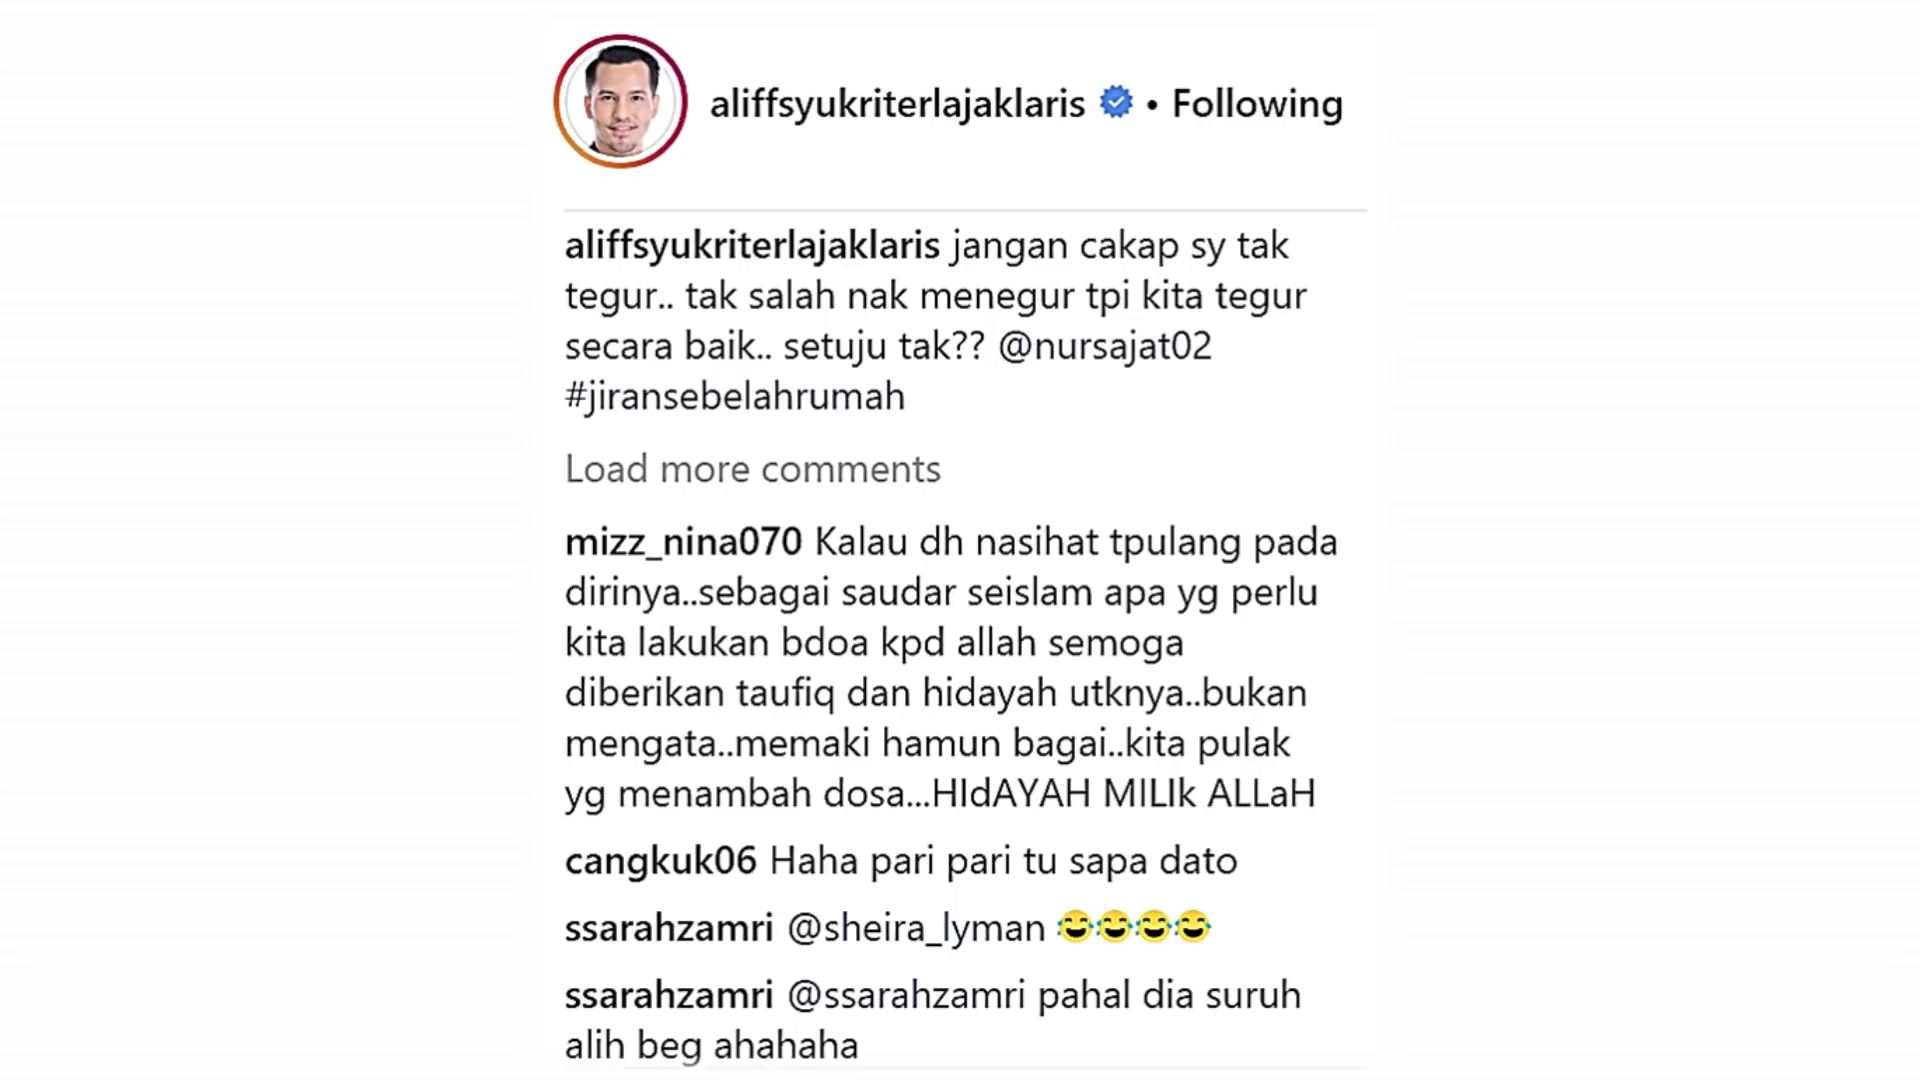 aliffsyukriterlajaklaris • Following
aliffsyukriterlajaklaris jangan cakap sy tak
tegur.. tak salah nak menegur tpi kita tegur
secara baik.. setuju tak?? @nursajat02
#jiransebelahrumah
Load more comments
mizz_nina070 Kalau dh nasihat tpulang pada
dirinya..sebagai saudar seislam apa yg perlu
kita lakukan bdoa kpd allah semoga
diberikan taufiq dan hidayah utknya..bukan
mengata..memaki hamun bagai..kita pulak
yg menambah dosa...HIdAYAH MILIk ALLaH
cangkuk06 Haha pari pari tu sapa dato
ssarahzamri @sheira_lyman 😂😂😂😂
ssarahzamri @ssarahzamri pahal dia suruh
alih beg ahahaha